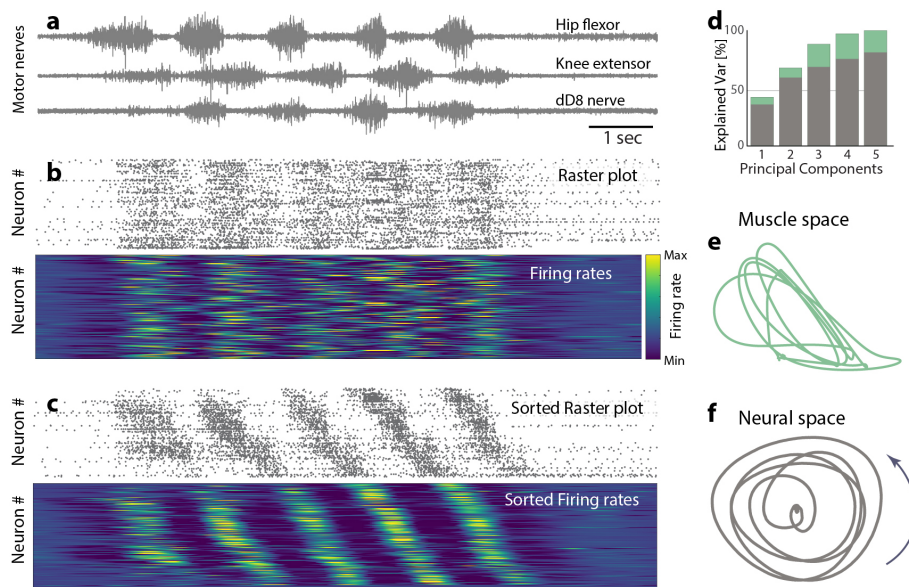 a
Motor nerves
Hip flexor
Knee extensor
dD8 nerve
1 sec
b
Neuron #
Raster plot
Neuron #
Firing rates
Max
Firing rate
Min
c
Neuron #
Sorted Raster plot
Neuron #
Sorted Firing rates
d
Explained Var [%]
100
50
0
1 2 3 4 5
Principal Components
Muscle space
e
f Neural space